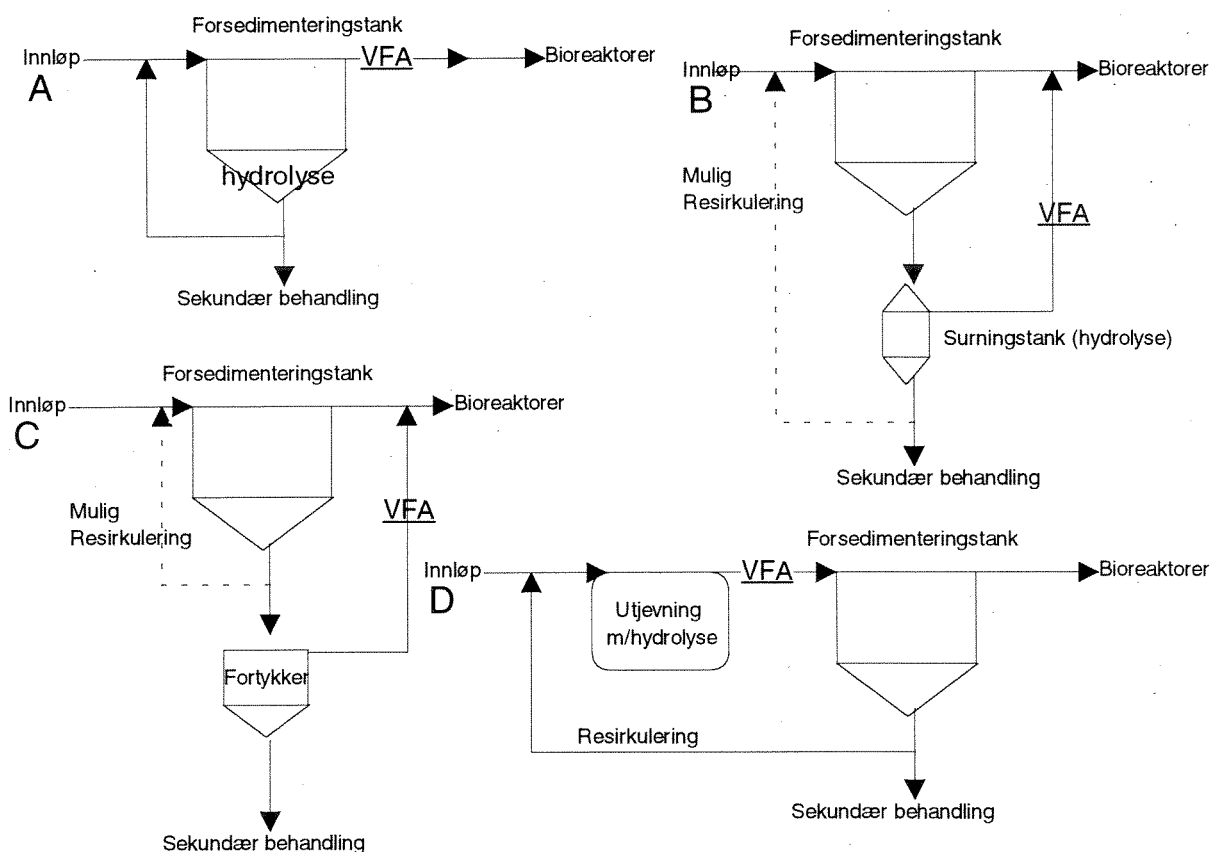 Forsedimenteringstank
Innløp
VFA
Bioreaktorer
A
hydrolyse
Sekundær behandling
Forsedimenteringstank
Innløp
Bioreaktorer
B
Mulig
Resirkulering
VFA
Surningstank (hydrolyse)
Sekundær behandling
Forsedimenteringstank
Innløp
Bioreaktorer
C
Mulig
Resirkulering
VFA
Fortykker
Sekundær behandling
Forsedimenteringstank
Innløp
VFA
Bioreaktorer
D
Utjevning
m/hydrolyse
Resirkulering
Sekundær behandling